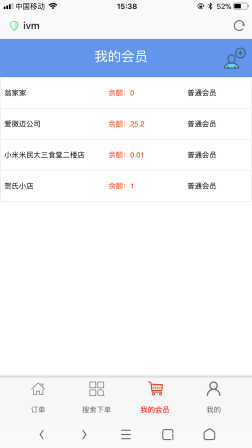 中国移动 15:38 52%
ivm
我的会员
翁家家 余额：0 普通会员
爱微迈公司 余额：25.2 普通会员
小米米民大三食堂二楼店 余额：0.01 普通会员
贺氏小店 余额：1 普通会员
订单 搜索下单 我的会员 我的